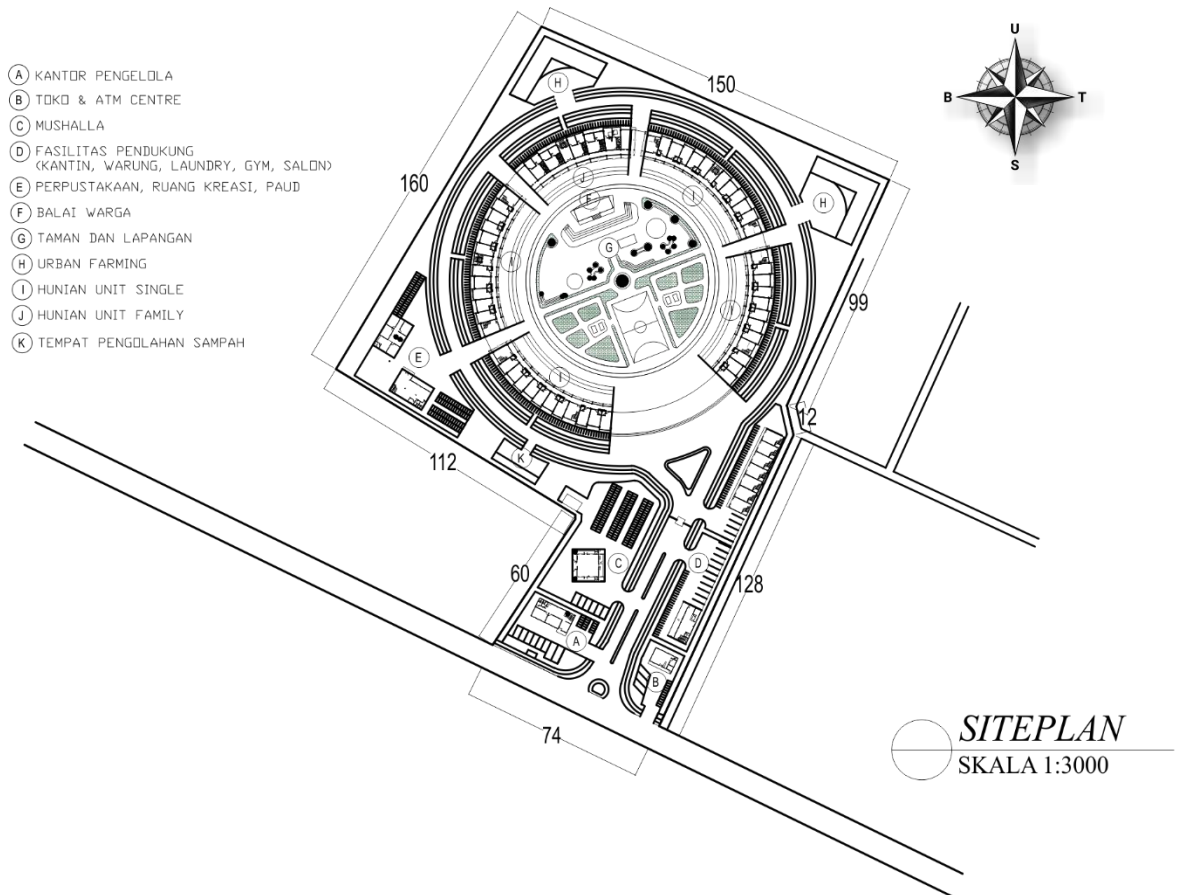 A KANTOR PENGELOLA
B TOKO & ATM CENTRE
C MUSHALLA
D FASILITAS PENDUKUNG
(KANTIN, WARUNG, LAUNDRY, GYM, SALON)
E PERPUSTAKAAN, RUANG KREASI, PAUD
F BALAI WARGA
G TAMAN DAN LAPANGAN
H URBAN FARMING
I HUNIAN UNIT SINGLE
J HUNIAN UNIT FAMILY
K TEMPAT PENGOLAHAN SAMPAH
U
B
T
S
150
160
99
12
112
60
128
74
H
H
J
F
I
G
I
I
E
K
C
D
A
B
SITEPLAN
SKALA 1:3000